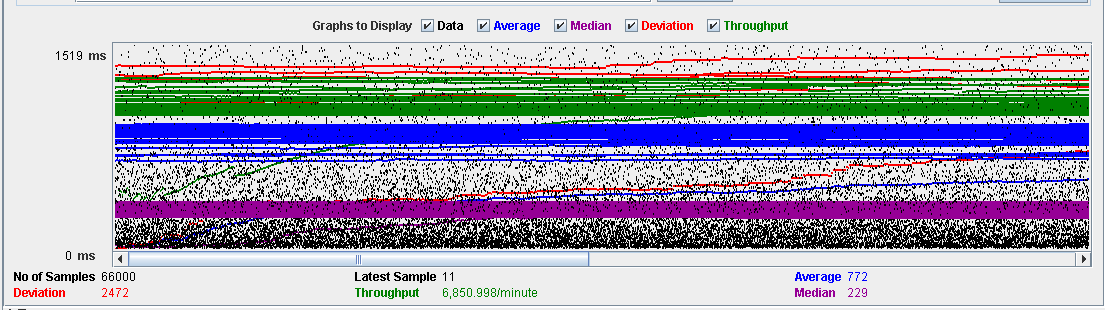 Graphs to Display Data Average Median Deviation Throughput
1519 ms
0 ms
No of Samples 66000 Latest Sample 11 Average 772
Deviation 2472 Throughput 6,850.998/minute Median 229